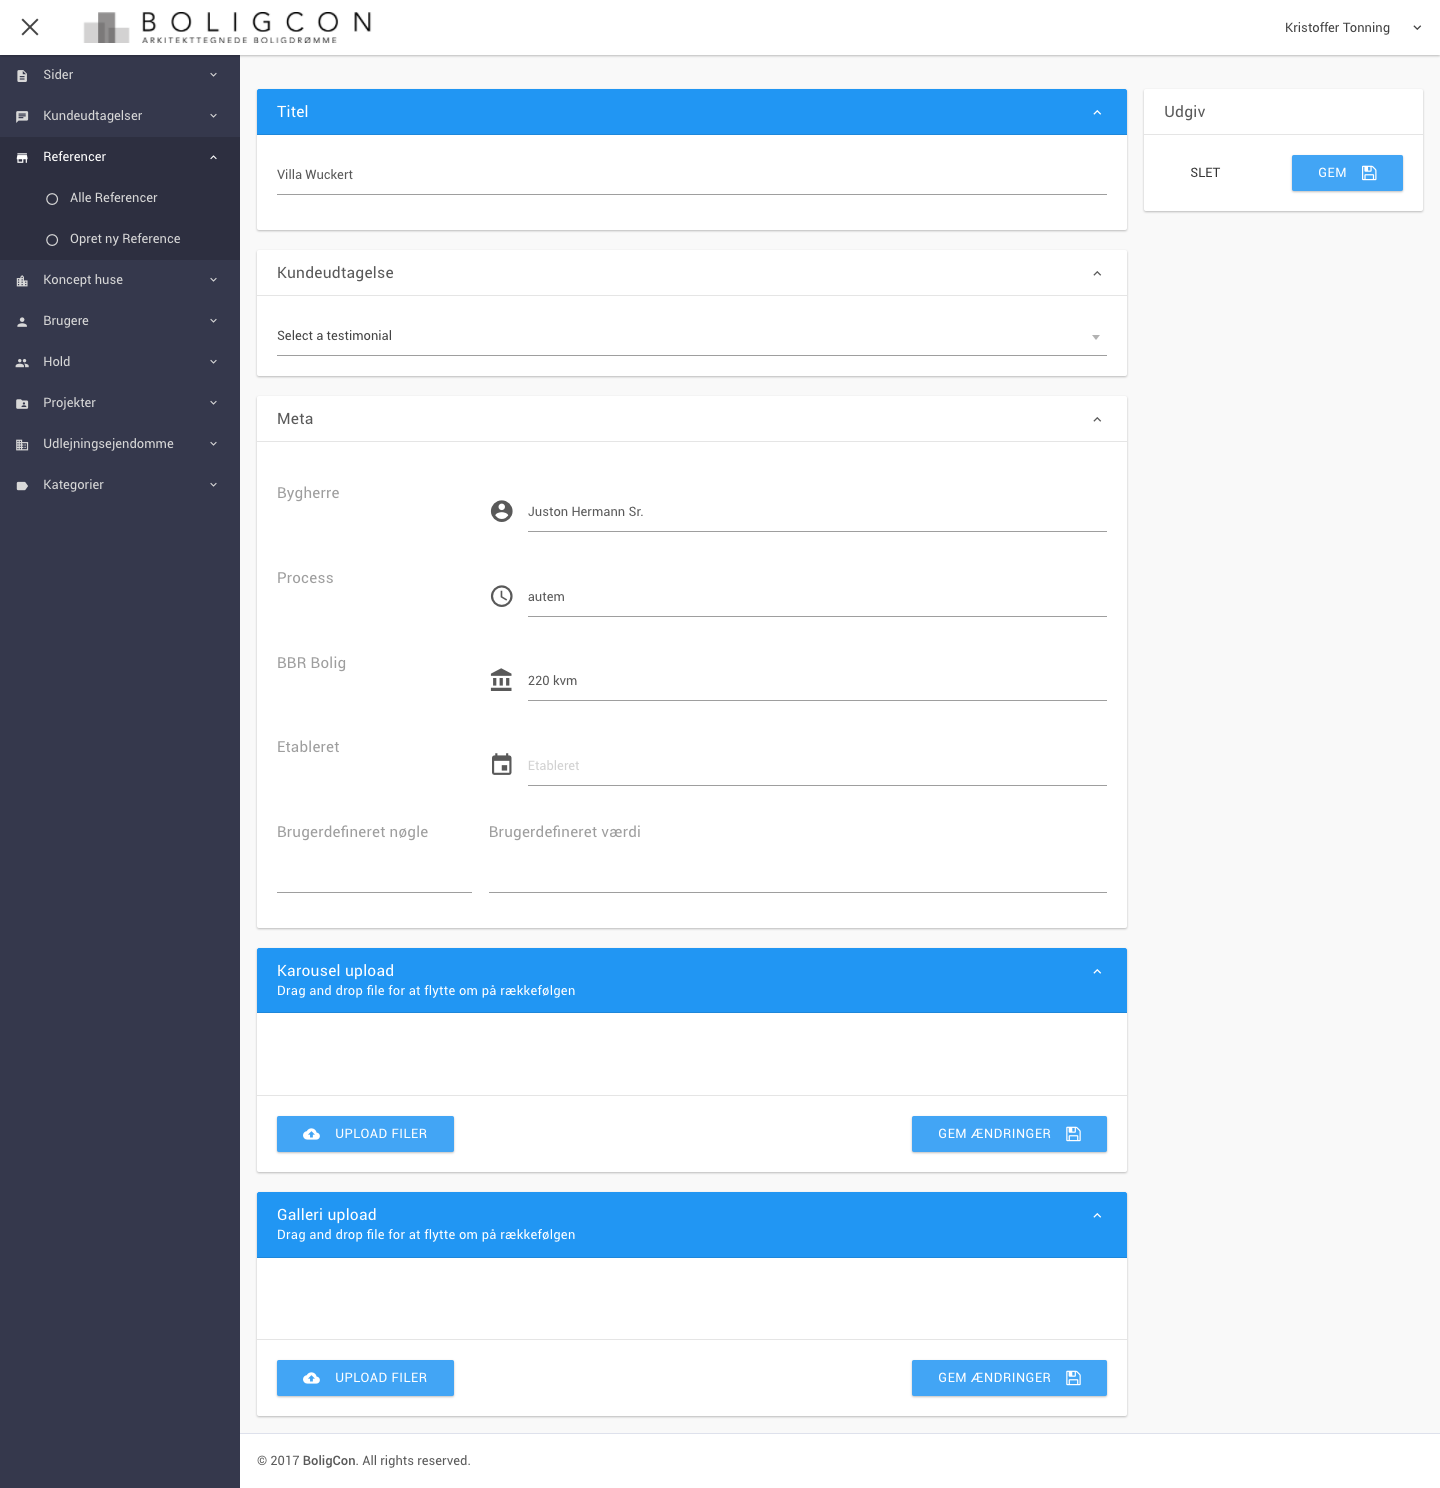 BOLIGCON
ARKITEKTTEGNEDE BOLIGDRØMME
Kristoffer Tonning
Sider
Kundeudtagelser
Referencer
Alle Referencer
Opret ny Reference
Koncept huse
Brugere
Hold
Projekter
Udlejningsejendomme
Kategorier
Titel
Villa Wuckert
Kundeudtagelse
Select a testimonial
Meta
Bygherre
Juston Hermann Sr.
Process
autem
BBR Bolig
220 kvm
Etableret
Etableret
Brugerdefineret nøgle
Brugerdefineret værdi
Karousel upload
Drag and drop file for at flytte om på rækkefølgen
UPLOAD FILER
GEM ÆNDRINGER
Galleri upload
Drag and drop file for at flytte om på rækkefølgen
UPLOAD FILER
GEM ÆNDRINGER
Udgiv
SLET
GEM
© 2017 BoligCon. All rights reserved.